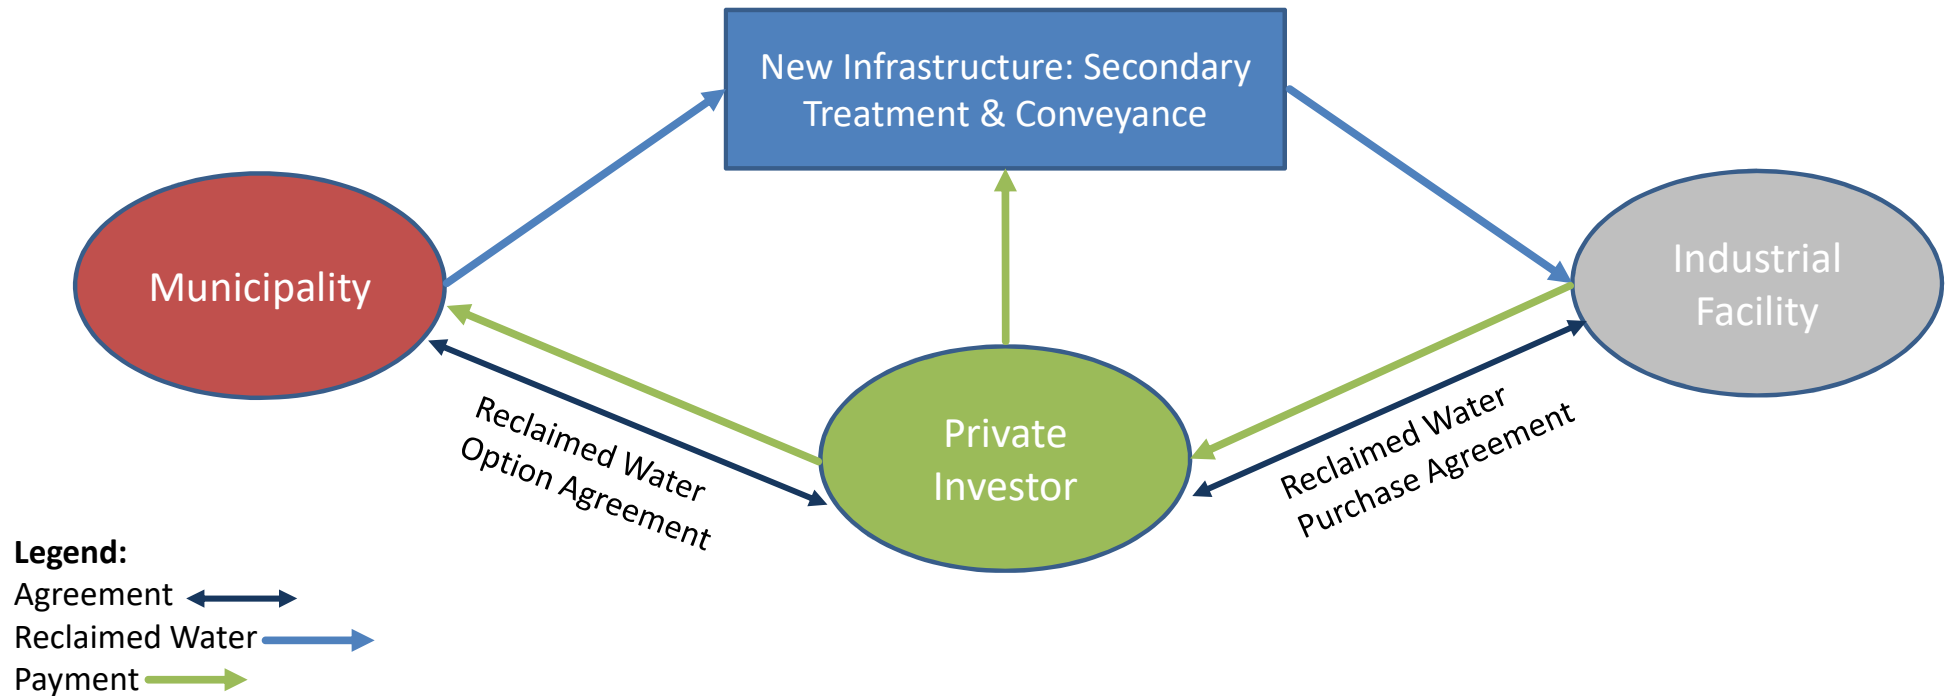 New Infrastructure: Secondary
Treatment & Conveyance
Municipality
Industrial
Facility
Private
Investor
Reclaimed Water
Option Agreement
Reclaimed Water
Purchase Agreement
Legend:
Agreement
Reclaimed Water
Payment